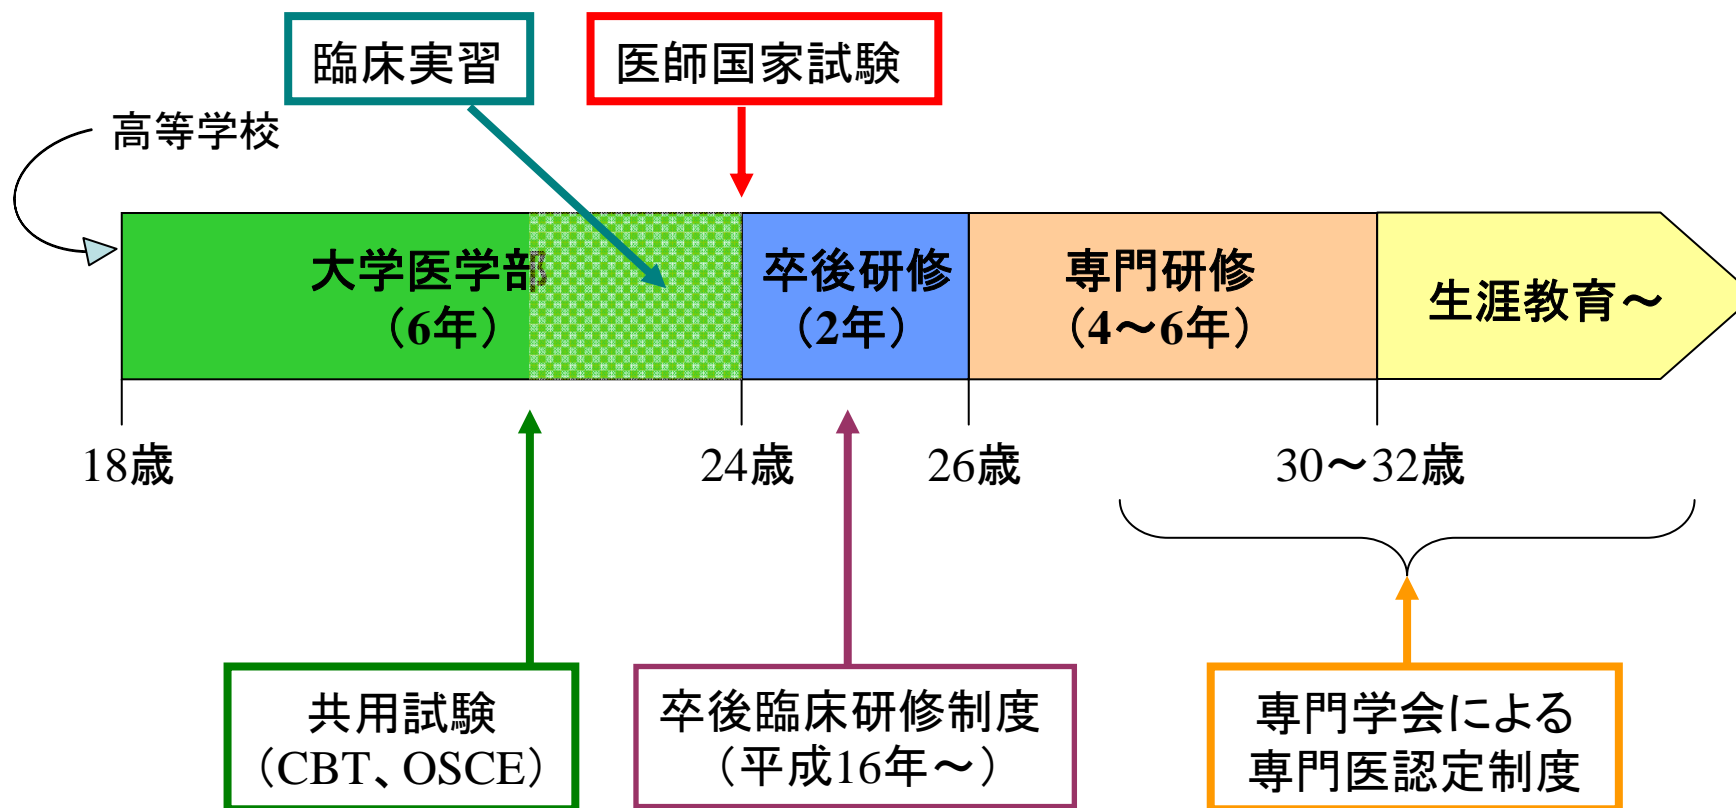 臨床実習
医師国家試験
高等学校
大学医学部
（6年）
卒後研修
（2年）
専門研修
（4～6年）
生涯教育～
18歳
24歳
26歳
30～32歳
共用試験
（CBT、OSCE）
卒後臨床研修制度
（平成16年～）
専門学会による
専門医認定制度